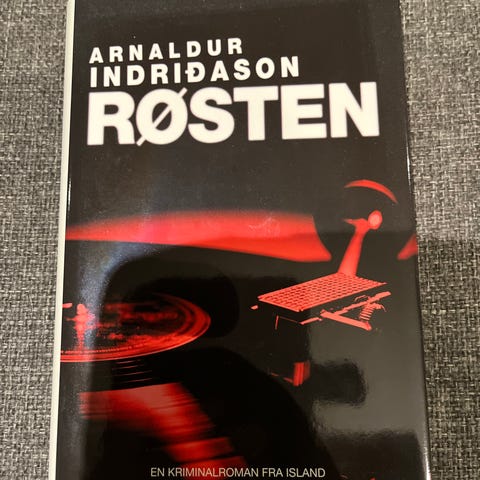 ARNALDUR
INDRIÐASON
RØSTEN
EN KRIMINALROMAN FRA ISLAND